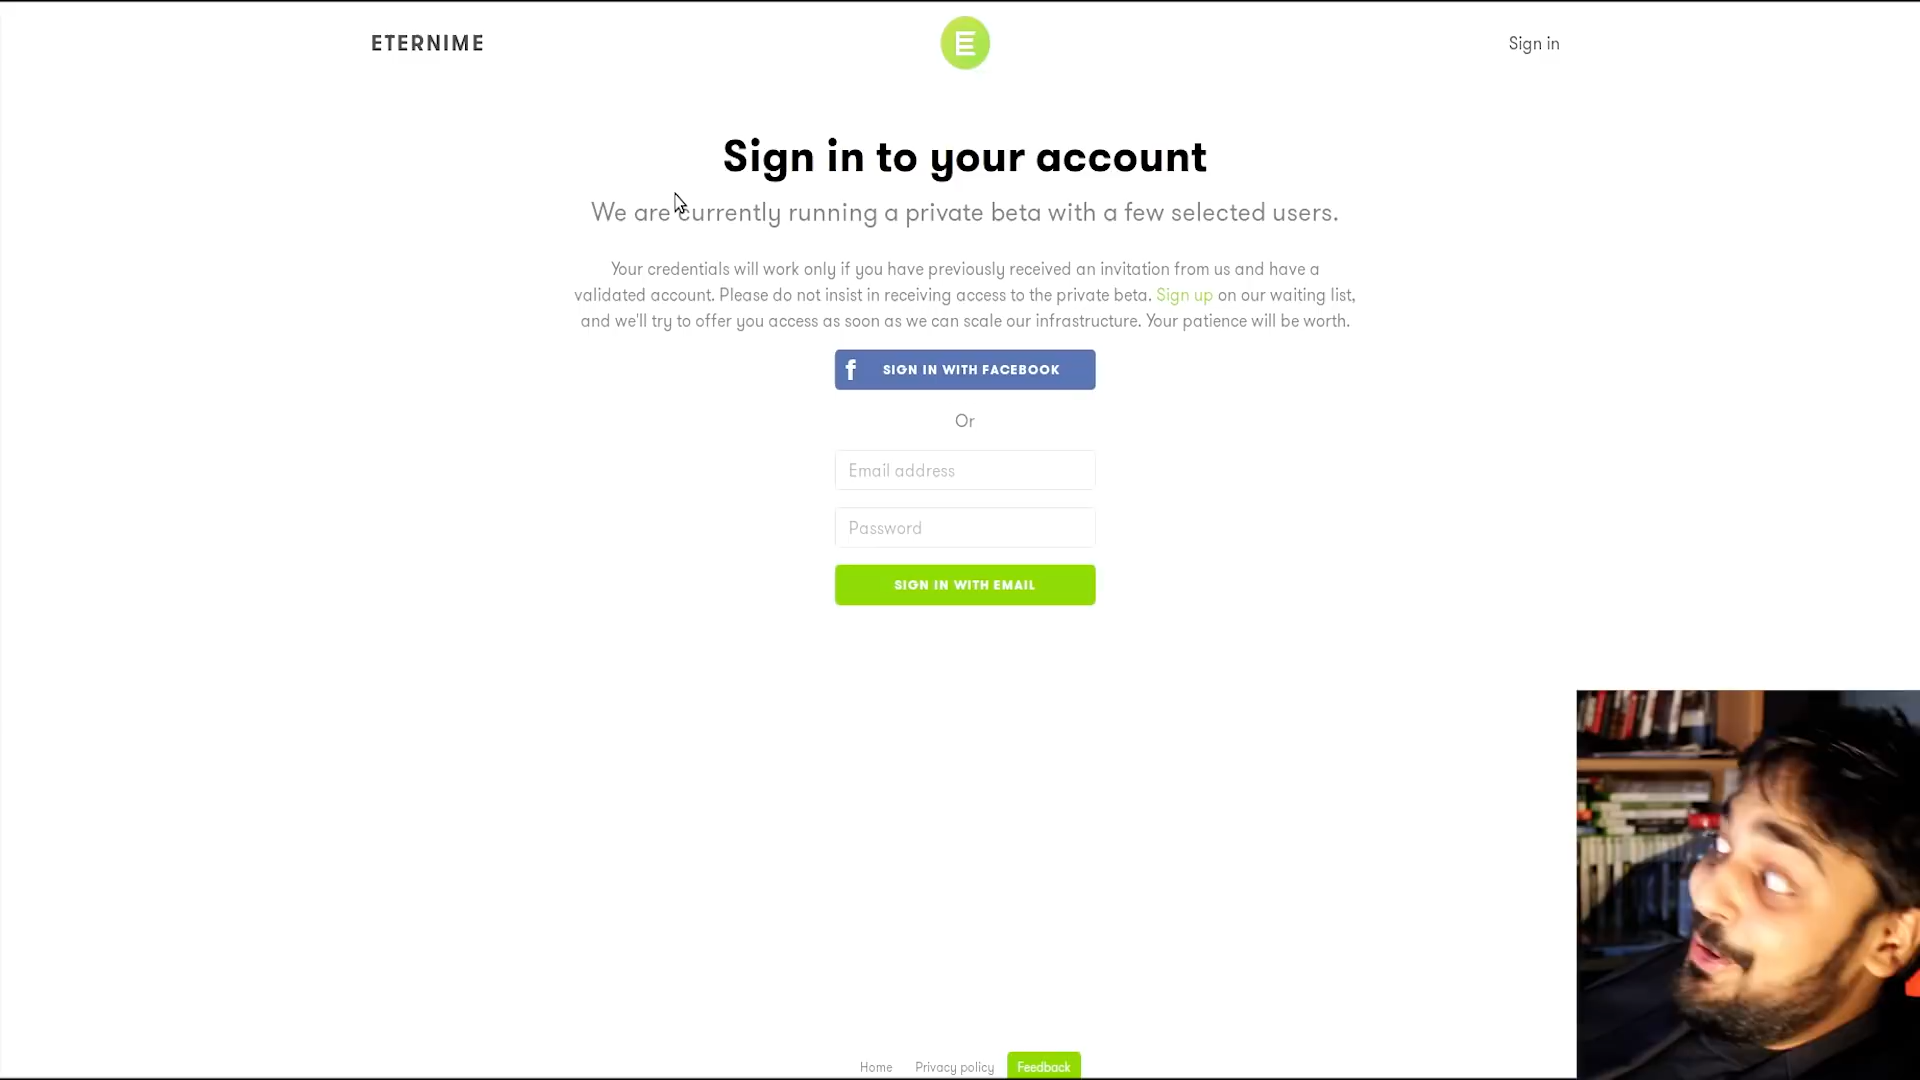 ETERNIME
E
Sign in
Sign in to your account
We are currently running a private beta with a few selected users.
Your credentials will work only if you have previously received an invitation from us and have a
validated account. Please do not insist in receiving access to the private beta. Sign up on our waiting list,
and we'll try to offer you access as soon as we can scale our infrastructure. Your patience will be worth.
f SIGN IN WITH FACEBOOK
Or
Email address
Password
SIGN IN WITH EMAIL
Home Privacy policy Feedback